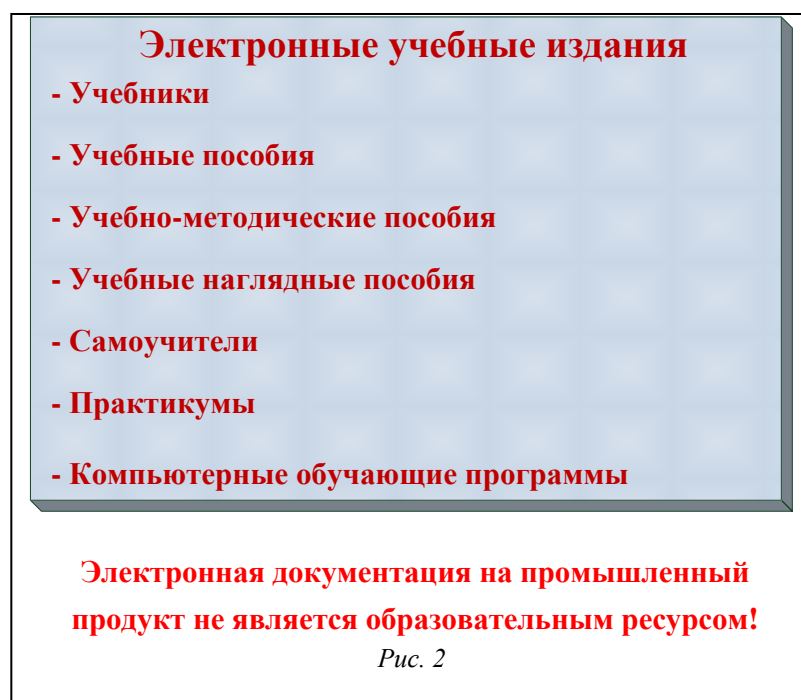 Электронные учебные издания
- Учебники
- Учебные пособия
- Учебно-методические пособия
- Учебные наглядные пособия
- Самоучители
- Практикумы
- Компьютерные обучающие программы
Электронная документация на промышленный
продукт не является образовательным ресурсом!
Рис. 2